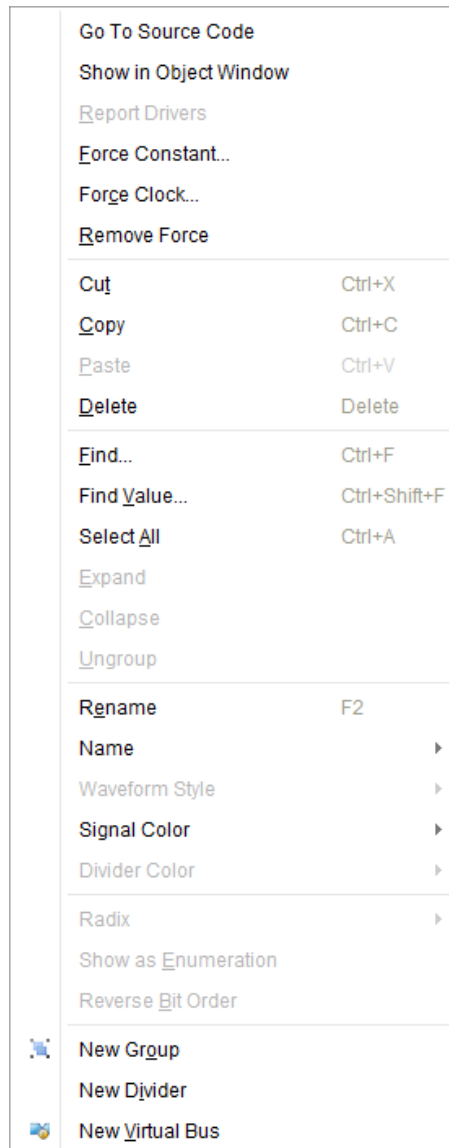 Go To Source Code
Show in Object Window
Report Drivers
Force Constant...
Force Clock...
Remove Force
Cut Ctrl+X
Copy Ctrl+C
Paste Ctrl+V
Delete Delete
Find... Ctrl+F
Find Value... Ctrl+Shift+F
Select All Ctrl+A
Expand
Collapse
Ungroup
Rename F2
Name
Waveform Style
Signal Color
Divider Color
Radix
Show as Enumeration
Reverse Bit Order
New Group
New Divider
New Virtual Bus